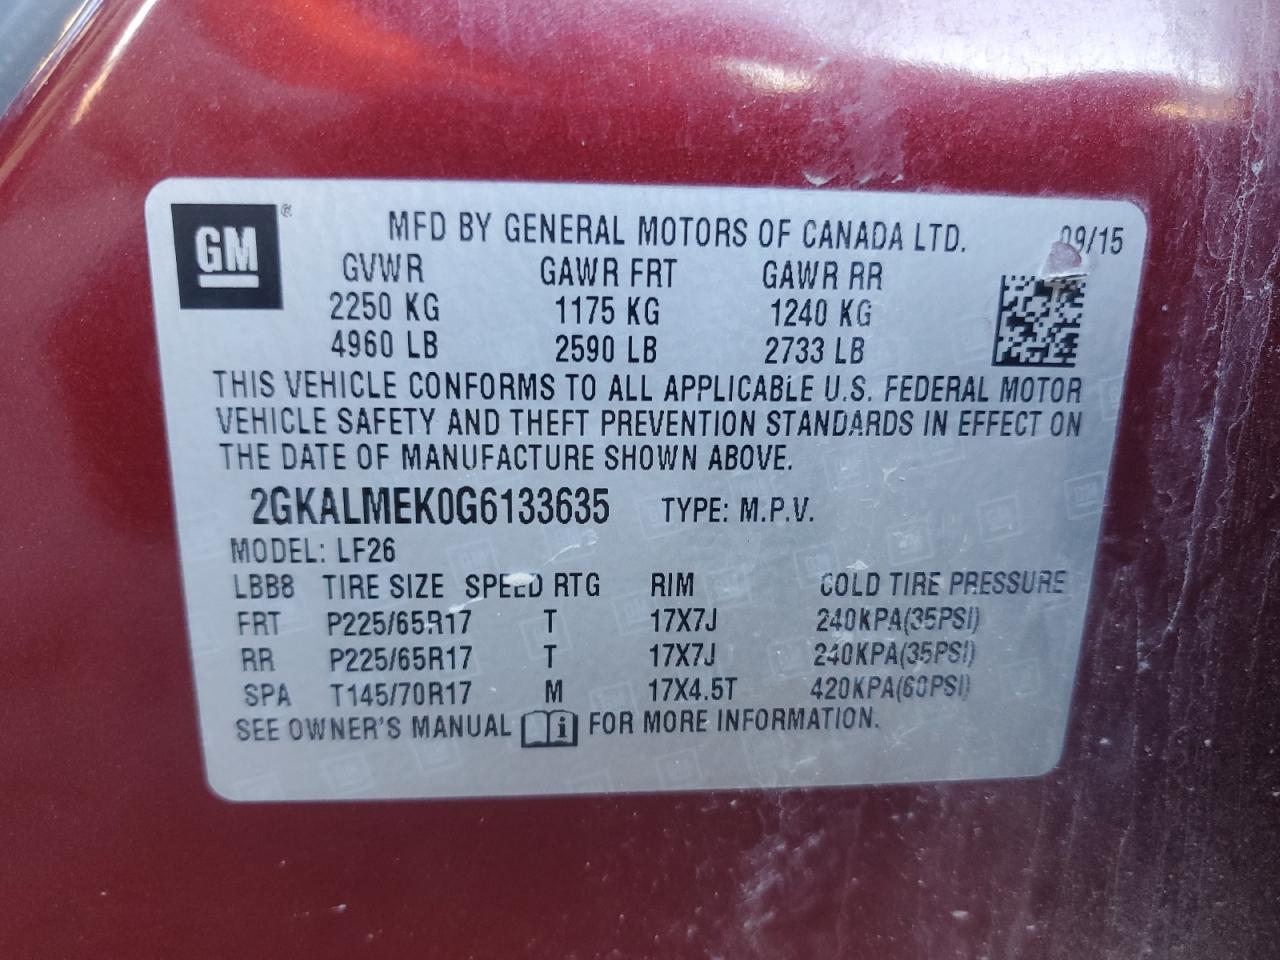 GM ®
MFD BY GENERAL MOTORS OF CANADA LTD. 09/15
GVWR GAWR FRT GAWR RR
2250 KG 1175 KG 1240 KG
4960 LB 2590 LB 2733 LB
THIS VEHICLE CONFORMS TO ALL APPLICABLE U.S. FEDERAL MOTOR
VEHICLE SAFETY AND THEFT PREVENTION STANDARDS IN EFFECT ON
THE DATE OF MANUFACTURE SHOWN ABOVE.
2GKALMEK0G6133635 TYPE: M.P.V.
MODEL: LF26
LBB8 TIRE SIZE SPEED RTG RIM COLD TIRE PRESSURE
FRT P225/65R17 T 17X7J 240KPA(35PSI)
RR P225/65R17 T 17X7J 240KPA(35PSI)
SPA T145/70R17 M 17X4.5T 420KPA(60PSI)
SEE OWNER'S MANUAL i FOR MORE INFORMATION.